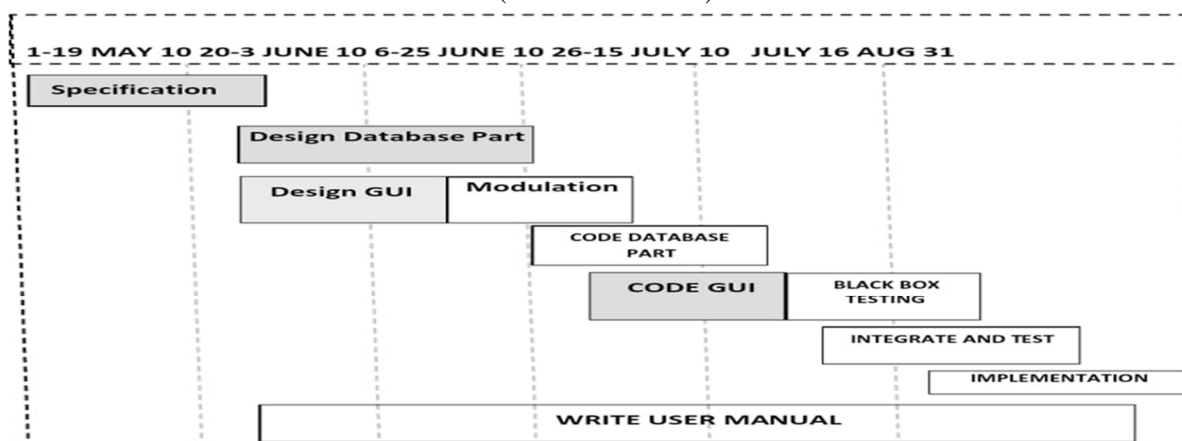 1-19 MAY 10 20-3 JUNE 10 6-25 JUNE 10 26-15 JULY 10 JULY 16 AUG 31
Specification
Design Database Part
Design GUI
Modulation
CODE DATABASE
PART
CODE GUI
BLACK BOX
TESTING
INTEGRATE AND TEST
IMPLEMENTATION
WRITE USER MANUAL